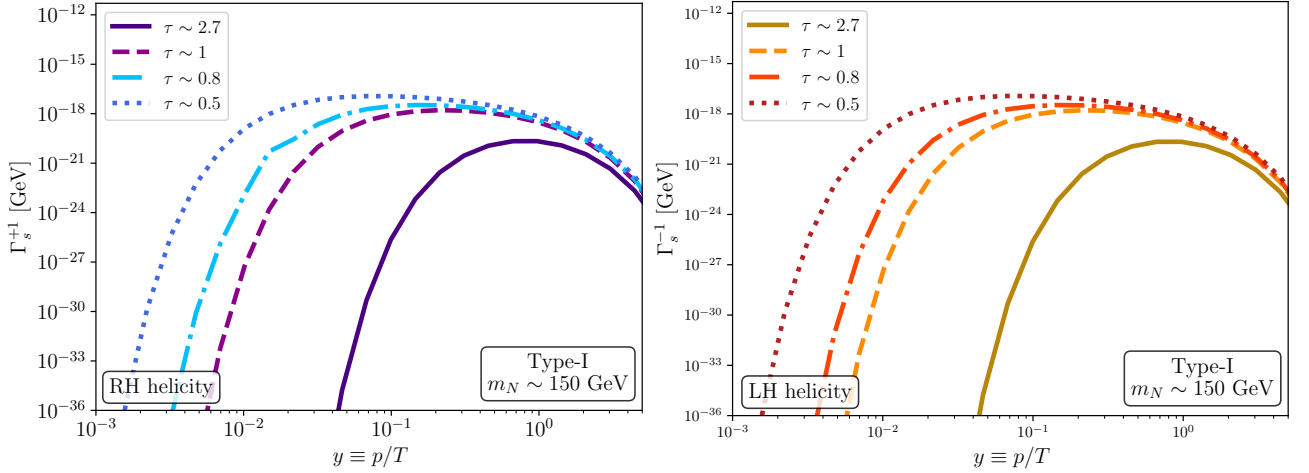 10^{-12}
10^{-15}
10^{-18}
10^{-21}
10^{-24}
10^{-27}
10^{-30}
10^{-33}
10^{-36}
Γ_s^{+1} [GeV]
τ ∼ 2.7
τ ∼ 1
τ ∼ 0.8
τ ∼ 0.5
RH helicity
Type-I
m_N ∼ 150 GeV
10^{-3} 10^{-2} 10^{-1} 10^{0}
y ≡ p/T
10^{-12}
10^{-15}
10^{-18}
10^{-21}
10^{-24}
10^{-27}
10^{-30}
10^{-33}
10^{-36}
Γ_s^{-1} [GeV]
τ ∼ 2.7
τ ∼ 1
τ ∼ 0.8
τ ∼ 0.5
LH helicity
Type-I
m_N ∼ 150 GeV
10^{-3} 10^{-2} 10^{-1} 10^{0}
y ≡ p/T